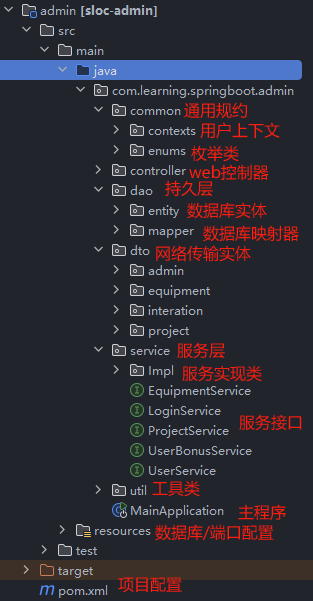 admin [sloc-admin]
src
main
java
com.learning.springboot.admin
common 通用规约
contexts 用户上下文
enums 枚举类
controller web控制器
dao 持久层
entity 数据库实体
mapper 数据库映射器
dto 网络传输实体
admin
equipment
interation
project
service 服务层
Impl 服务实现类
EquipmentService
LoginService
ProjectService 服务接口
UserBonusService
UserService
util 工具类
MainApplication 主程序
resources 数据库/端口配置
test
target
pom.xml 项目配置